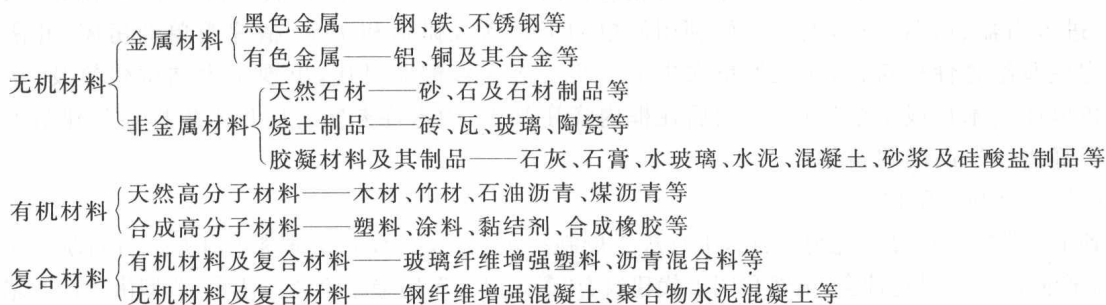 无机材料
金属材料
黑色金属——钢、铁、不锈钢等
有色金属——铝、铜及其合金等
非金属材料
天然石材——砂、石及石材制品等
烧土制品——砖、瓦、玻璃、陶瓷等
胶凝材料及其制品——石灰、石膏、水玻璃、水泥、混凝土、砂浆及硅酸盐制品等
有机材料
天然高分子材料——木材、竹材、石油沥青、煤沥青等
合成高分子材料——塑料、涂料、黏结剂、合成橡胶等
复合材料
有机材料及复合材料——玻璃纤维增强塑料、沥青混合料等
无机材料及复合材料——钢纤维增强混凝土、聚合物水泥混凝土等